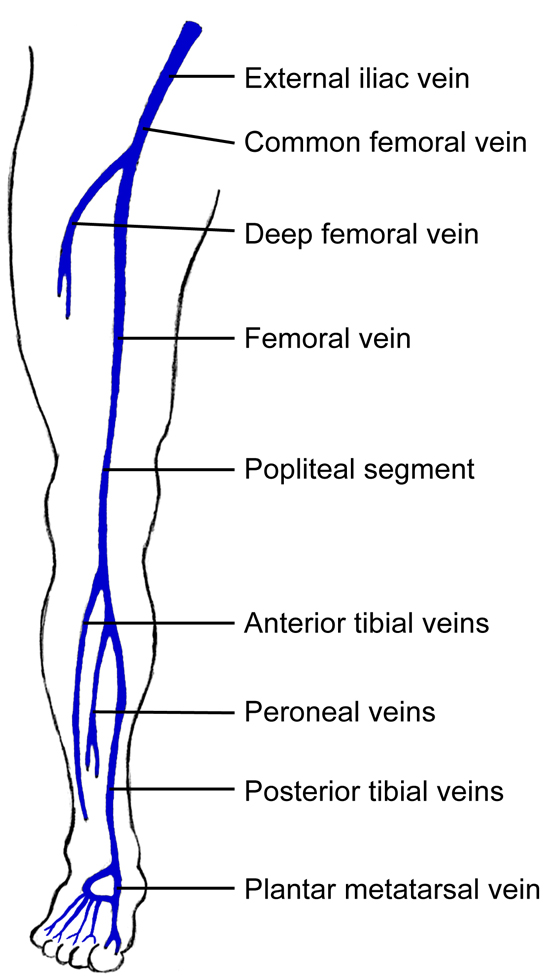 External iliac vein
Common femoral vein
Deep femoral vein
Femoral vein
Popliteal segment
Anterior tibial veins
Peroneal veins
Posterior tibial veins
Plantar metatarsal vein